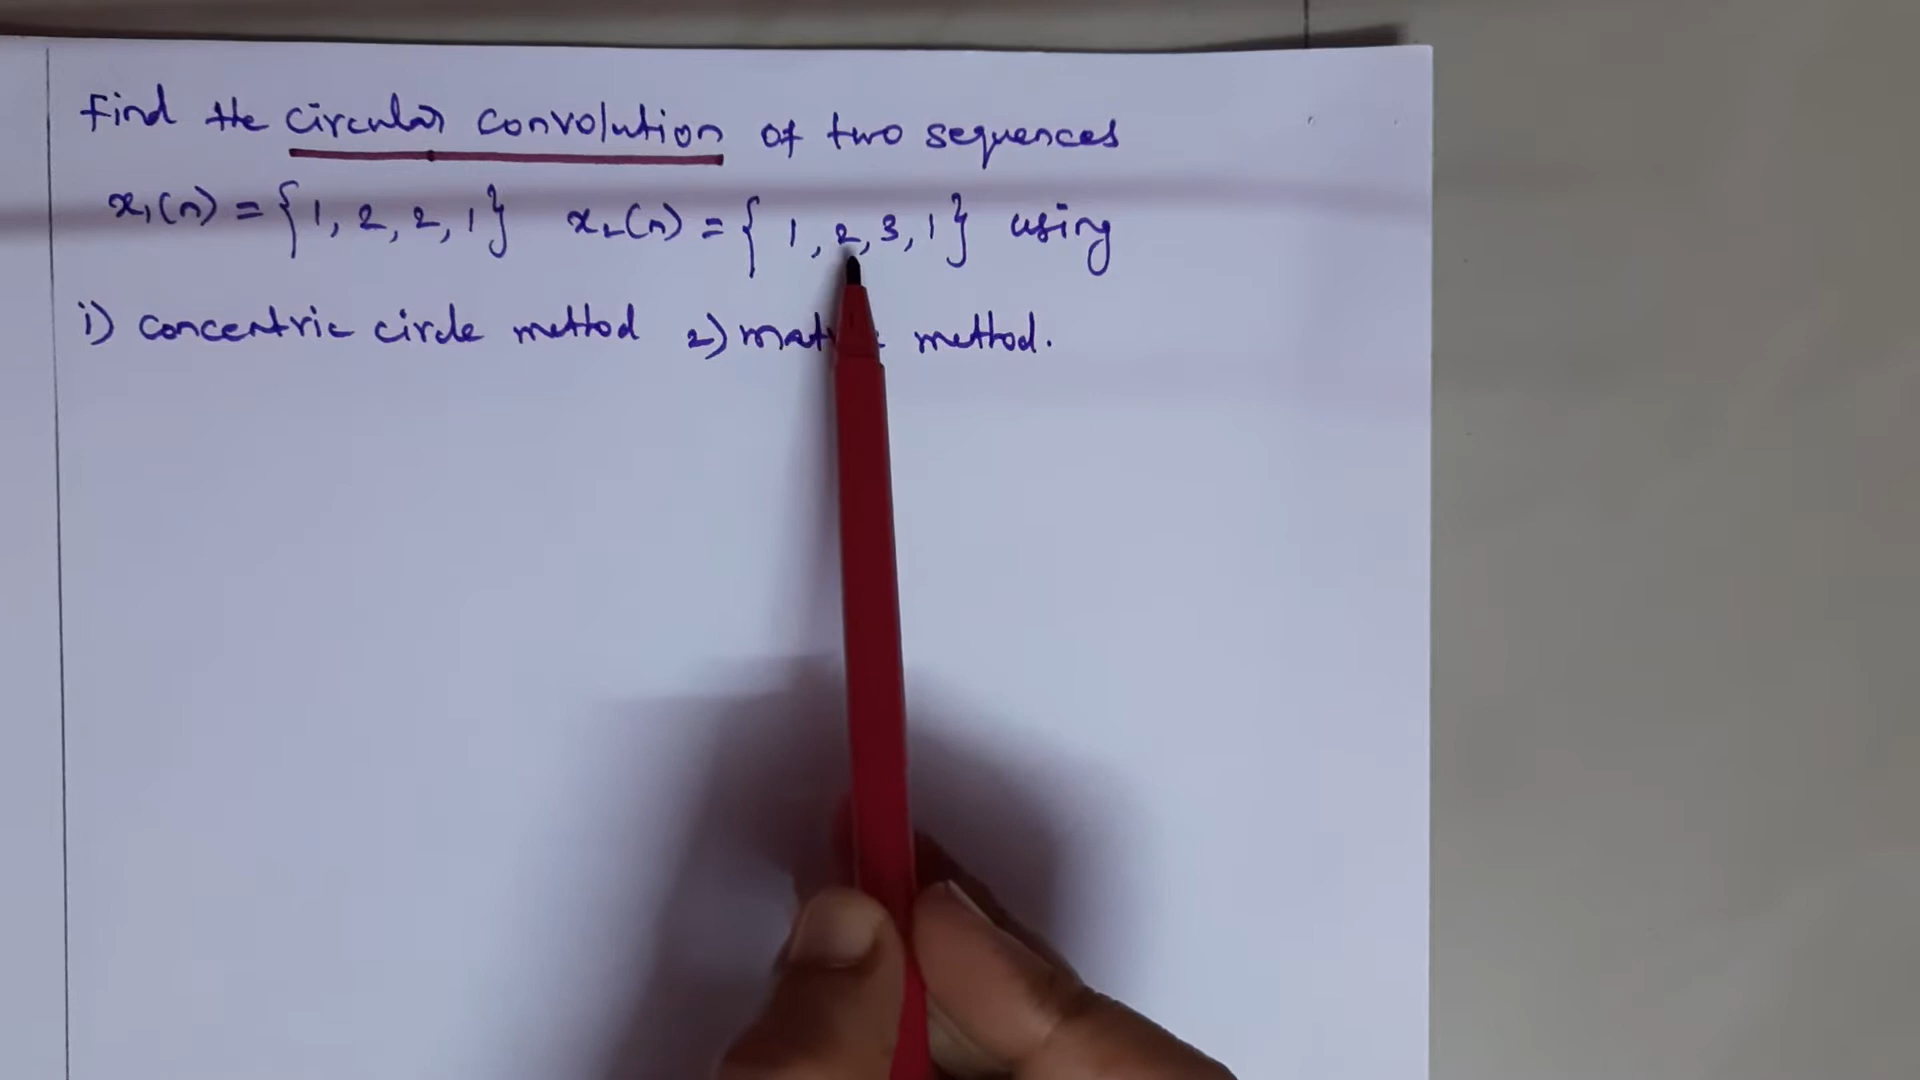 Find the circular convolution of two sequences
x₁(n) = {1, 2, 2, 1} x₂(n) = {1, 2, 3, 1} using
i) concentric circle method 2) method.